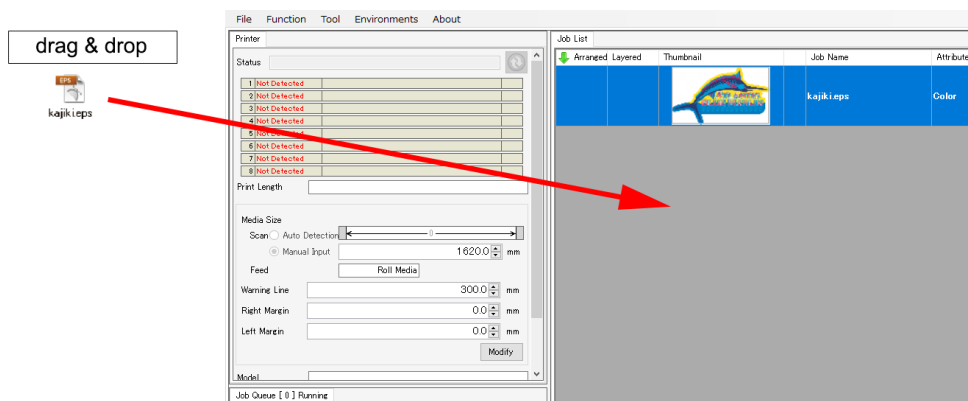 File Function Tool Environments About
drag & drop
EPS
kajiki.eps
Printer
Status
1 Not Detected
2 Not Detected
3 Not Detected
4 Not Detected
5 Not Detected
6 Not Detected
7 Not Detected
8 Not Detected
Print Length
Media Size
Scan Auto Detection 0
Manual Input 1620.0 mm
Feed Roll Media
Warning Line 300.0 mm
Right Margin 0.0 mm
Left Margin 0.0 mm
Modify
Model
Job Queue [ 0 ] Running
Job List
Arranged Layered Thumbnail Job Name Attribute
kajiki.eps Color